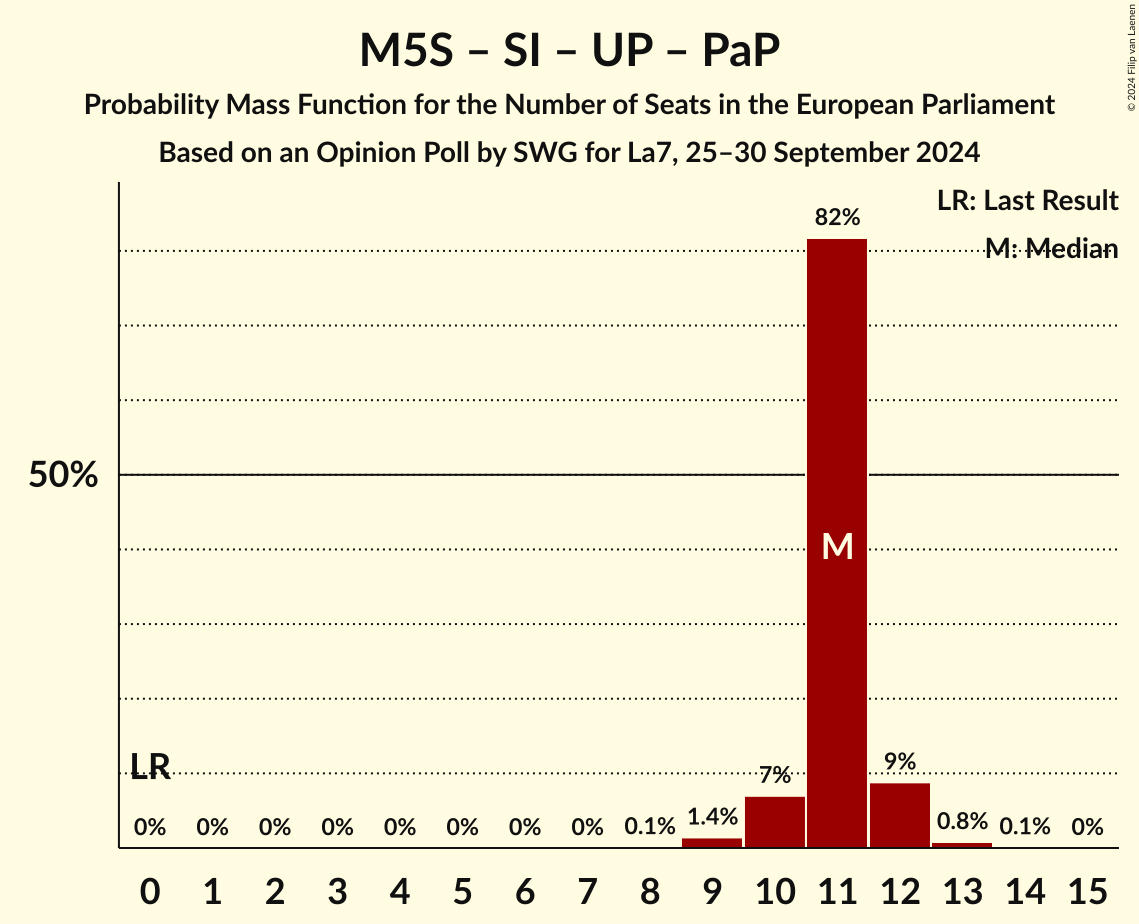 M5S – SI – UP – PaP
Probability Mass Function for the Number of Seats in the European Parliament
Based on an Opinion Poll by SWG for La7, 25–30 September 2024
© 2024 Filip van Laenen
LR: Last Result
M: Median
82%
50%
M
LR
0% 0% 0% 0% 0% 0% 0% 0% 0.1% 1.4% 7% 9% 0.8% 0.1% 0%
0 1 2 3 4 5 6 7 8 9 10 11 12 13 14 15